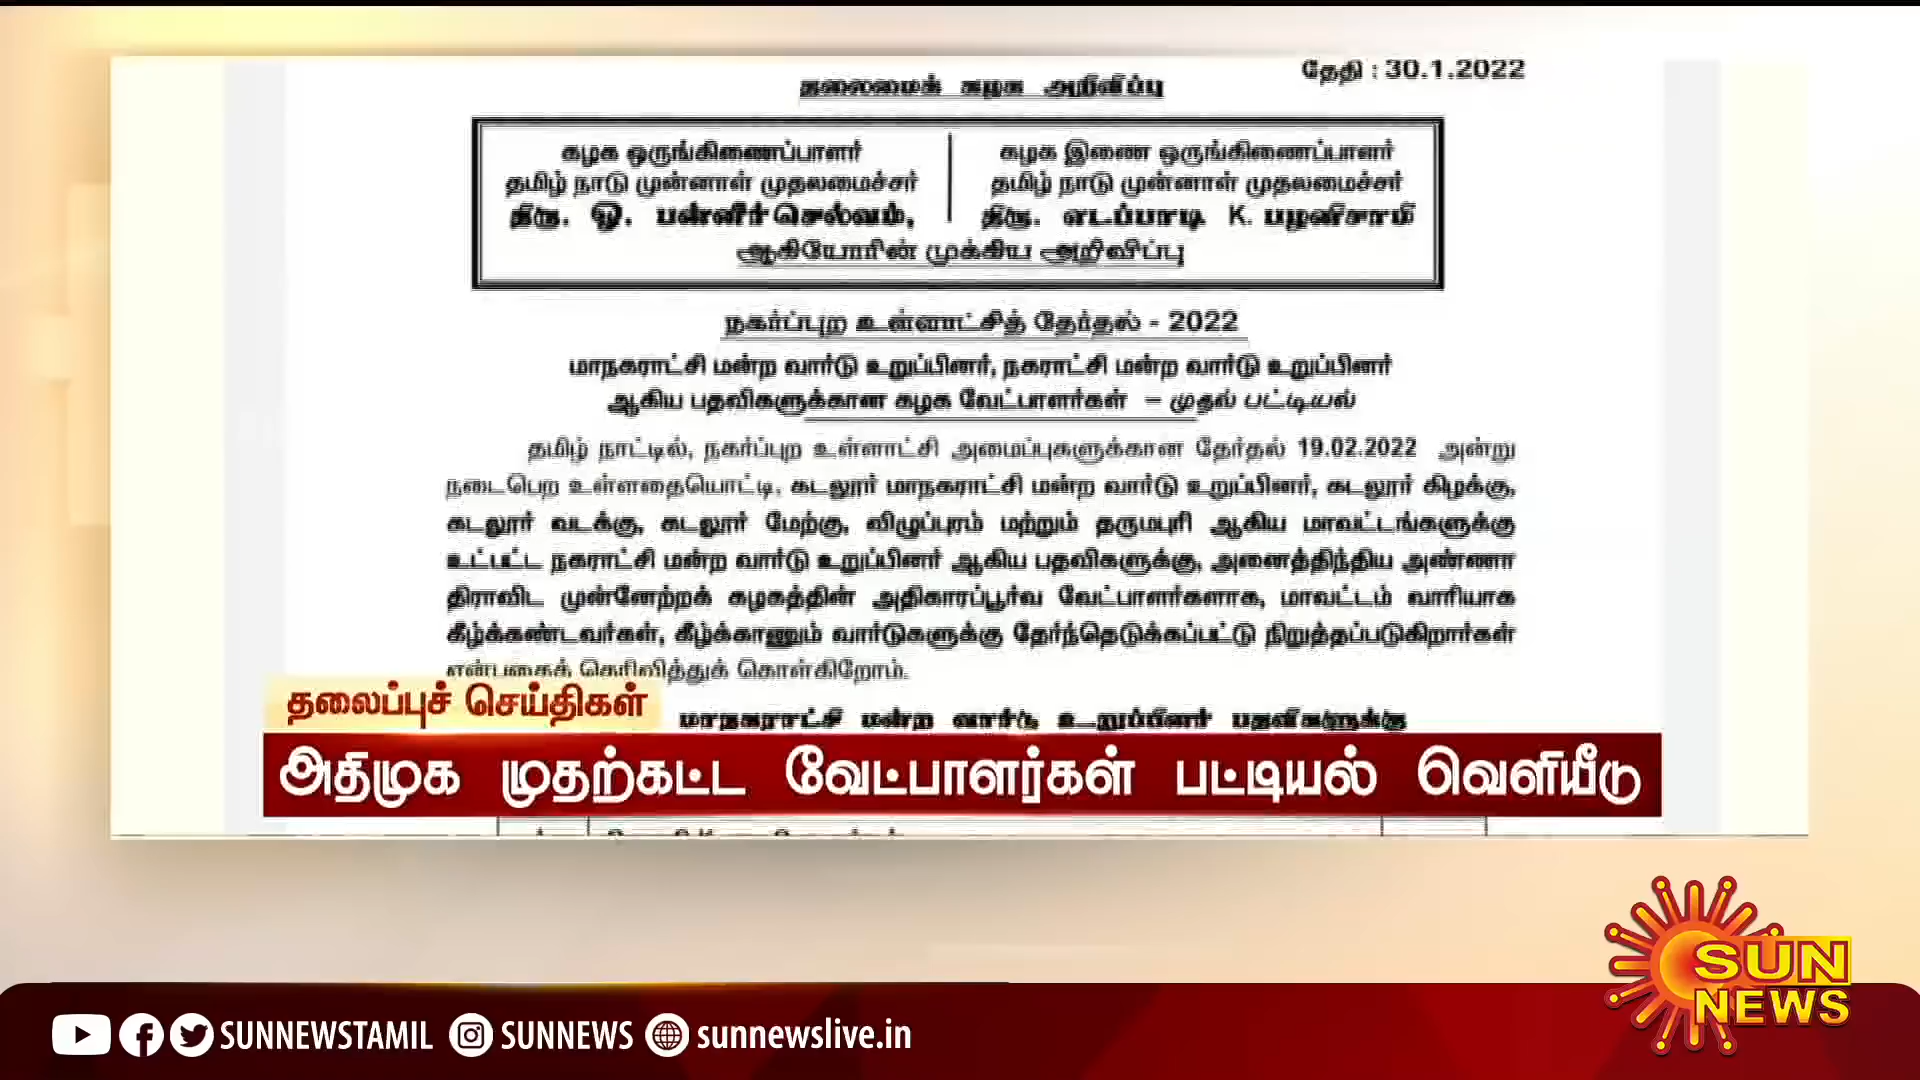 தேதி : 30.1.2022
தலைமைக் கழக அறிவிப்பு
கழக ஒருங்கிணைப்பாளர்
தமிழ் நாடு முன்னாள் முதலமைச்சர்
திரு. ஓ. பன்னீர்செல்வம்,
கழக இணை ஒருங்கிணைப்பாளர்
தமிழ் நாடு முன்னாள் முதலமைச்சர்
திரு. எடப்பாடி K. பழனிசாமி
ஆகியோரின் முக்கிய அறிவிப்பு
நகர்ப்புற உள்ளாட்சித் தேர்தல் - 2022
மாநகராட்சி மன்ற வார்டு உறுப்பினர், நகராட்சி மன்ற வார்டு உறுப்பினர்
ஆகிய பதவிகளுக்கான கழக வேட்பாளர்கள் – முதல் பட்டியல்
தமிழ் நாட்டில், நகர்ப்புற உள்ளாட்சி அமைப்புகளுக்கான தேர்தல் 19.02.2022 அன்று
நடைபெற உள்ளதையொட்டி, கடலூர் மாநகராட்சி மன்ற வார்டு உறுப்பினர், கடலூர் கிழக்கு,
கடலூர் வடக்கு, கடலூர் மேற்கு, விழுப்புரம் மற்றும் தருமபுரி ஆகிய மாவட்டங்களுக்கு
உட்பட்ட நகராட்சி மன்ற வார்டு உறுப்பினர் ஆகிய பதவிகளுக்கு, அனைத்திந்திய அண்ணா
திராவிட முன்னேற்றக் கழகத்தின் அதிகாரப்பூர்வ வேட்பாளர்களாக, மாவட்டம் வாரியாக
கீழ்க்கண்டவர்கள், கீழ்க்காணும் வார்டுகளுக்கு தேர்ந்தெடுக்கப்பட்டு நிறுத்தப்படுகிறார்கள்
என்பதைத் தெரிவித்துக் கொள்கிறோம்.
தலைப்புச் செய்திகள்
மாநகராட்சி மன்ற வார்டு உறுப்பினர் பதவிகளுக்கு
அதிமுக முதற்கட்ட வேட்பாளர்கள் பட்டியல் வெளியீடு
SUN
NEWS
SUNNEWSTAMIL SUNNEWS sunnewslive.in